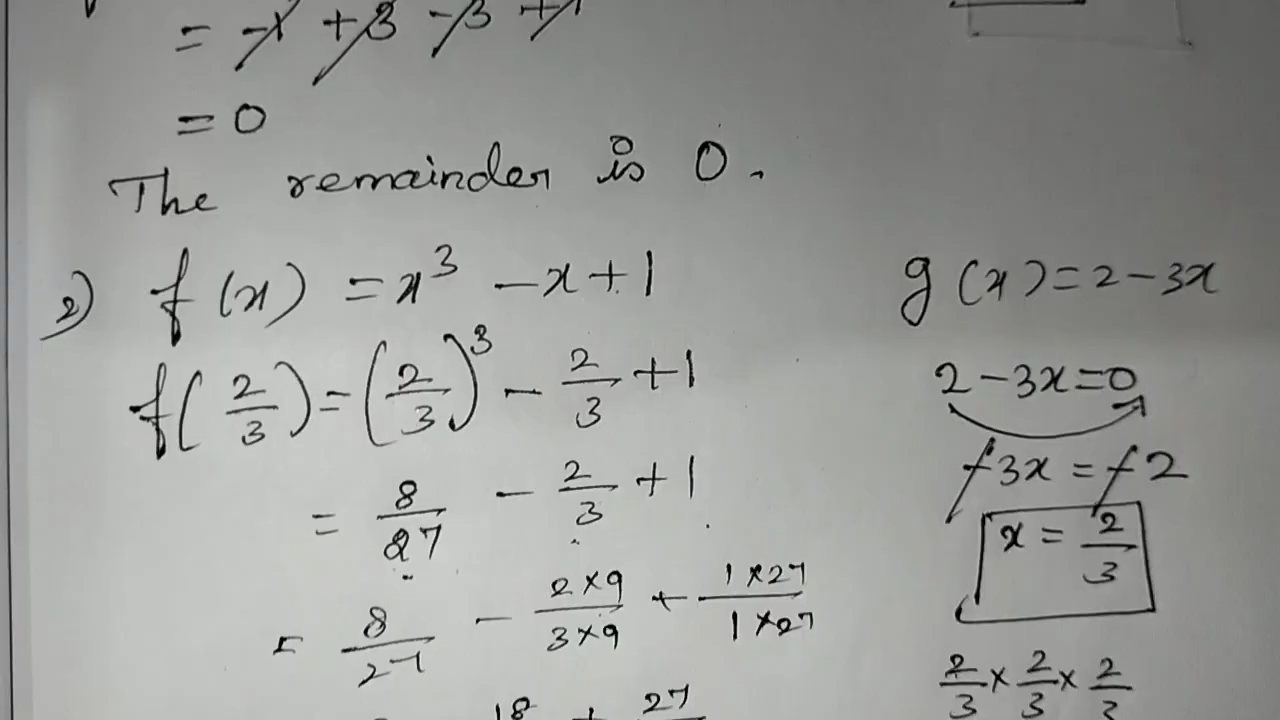 = -1 + 3 - 3 + 1
= 0
The remainder is 0.
2) f(x) = x³ - x + 1
g(x) = 2 - 3x
f(2/3) = (2/3)³ - 2/3 + 1
2 - 3x = 0
-3x = -2
= 8/27 - 2/3 + 1
x = 2/3
= 8/27 - 2×9/3×9 + 1×27/1×27
2/3 × 2/3 × 2/3
18 + 27